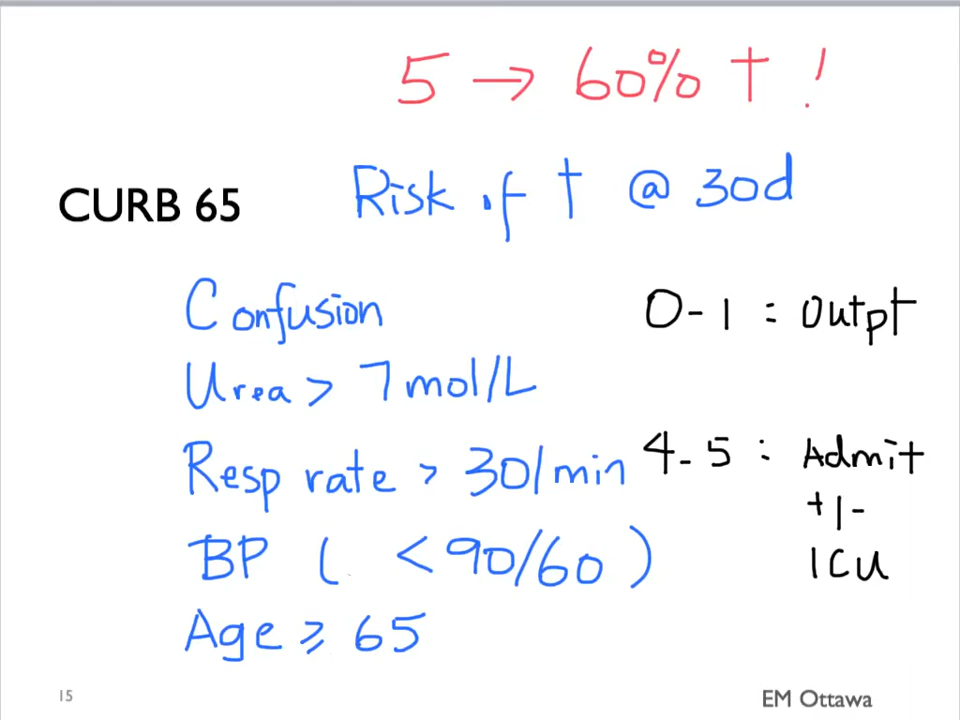 5 → 60% † !
CURB 65
Risk of † @ 30d
Confusion
0-1 : Outpt
Urea > 7 mol/L
Resp rate > 30/min
4-5 : Admit
+/-
ICU
BP ( < 90/60 )
Age ≥ 65
15
EM Ottawa